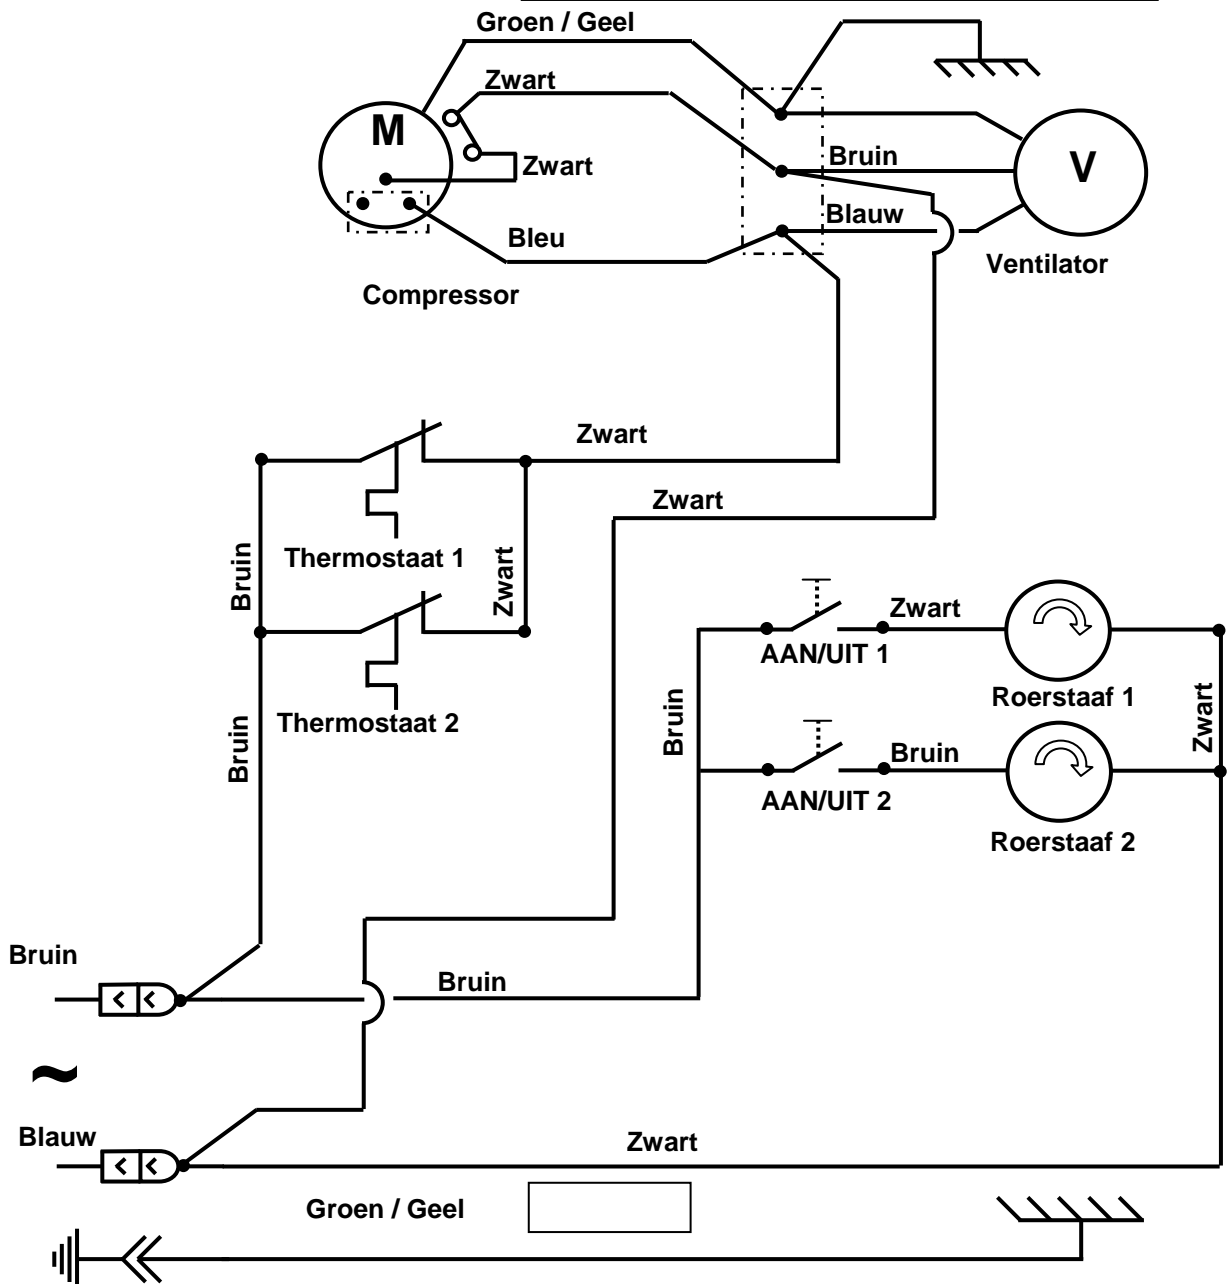 Groen / Geel
Zwart
M
Zwart
Bruin
V
Blauw
Bleu
Ventilator
Compressor
Zwart
Zwart
Bruin
Thermostaat 1
Zwart
Zwart
AAN/UIT 1
Roerstaaf 1
Bruin
Thermostaat 2
Bruin
Zwart
Bruin
AAN/UIT 2
Roerstaaf 2
Bruin
Bruin
~
Blauw
Zwart
Groen / Geel